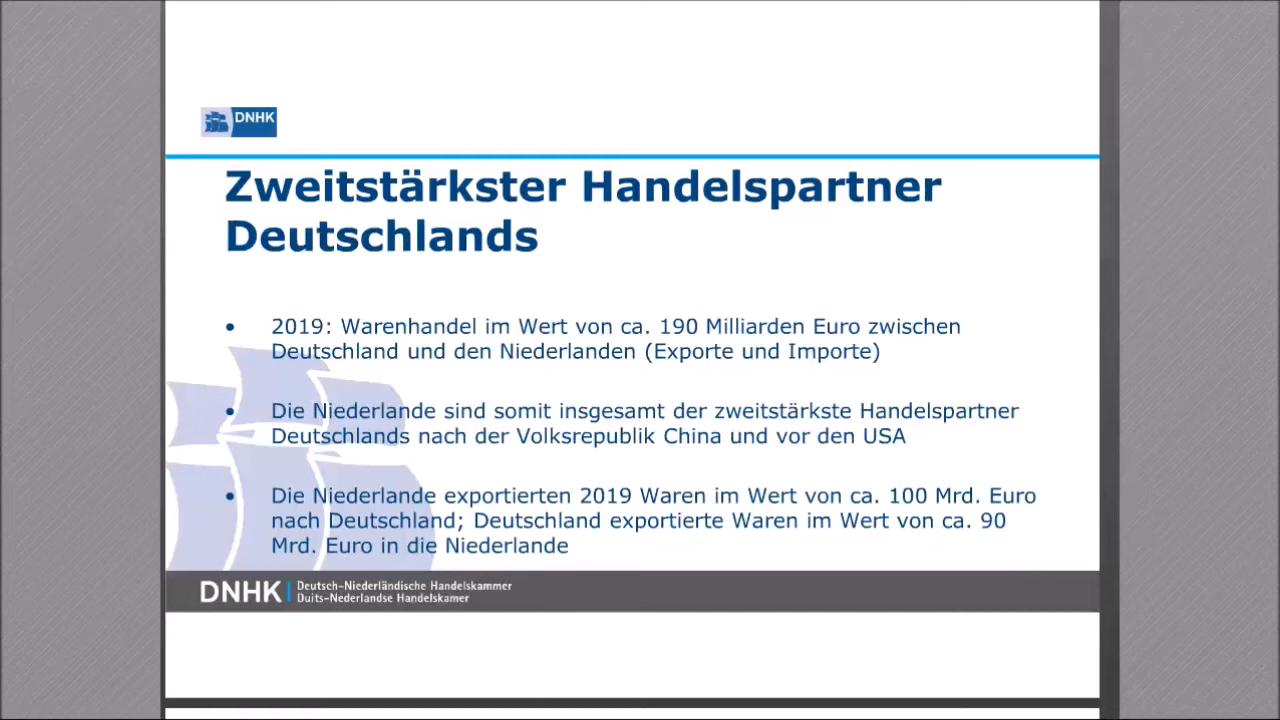 DNHK
Zweitstärkster Handelspartner
Deutschlands
• 2019: Warenhandel im Wert von ca. 190 Milliarden Euro zwischen
Deutschland und den Niederlanden (Exporte und Importe)
• Die Niederlande sind somit insgesamt der zweitstärkste Handelspartner
Deutschlands nach der Volksrepublik China und vor den USA
• Die Niederlande exportierten 2019 Waren im Wert von ca. 100 Mrd. Euro
nach Deutschland; Deutschland exportierte Waren im Wert von ca. 90
Mrd. Euro in die Niederlande
DNHK
Deutsch-Niederländische Handelskammer
Duits-Nederlandse Handelskamer